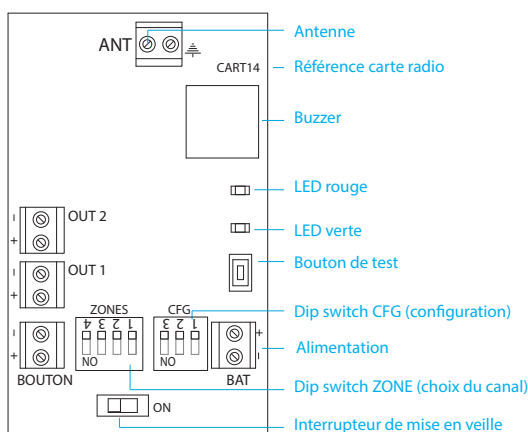 ANT
Antenne
CART14
Référence carte radio
Buzzer
LED rouge
LED verte
Bouton de test
- OUT 2
+
- OUT 1
+
ZONES
4 3 2 1
NO
CFG
3 2 1
NO
Dip switch CFG (configuration)
-
+
BOUTON
+
-
BAT
Alimentation
Dip switch ZONE (choix du canal)
ON
Interrupteur de mise en veille